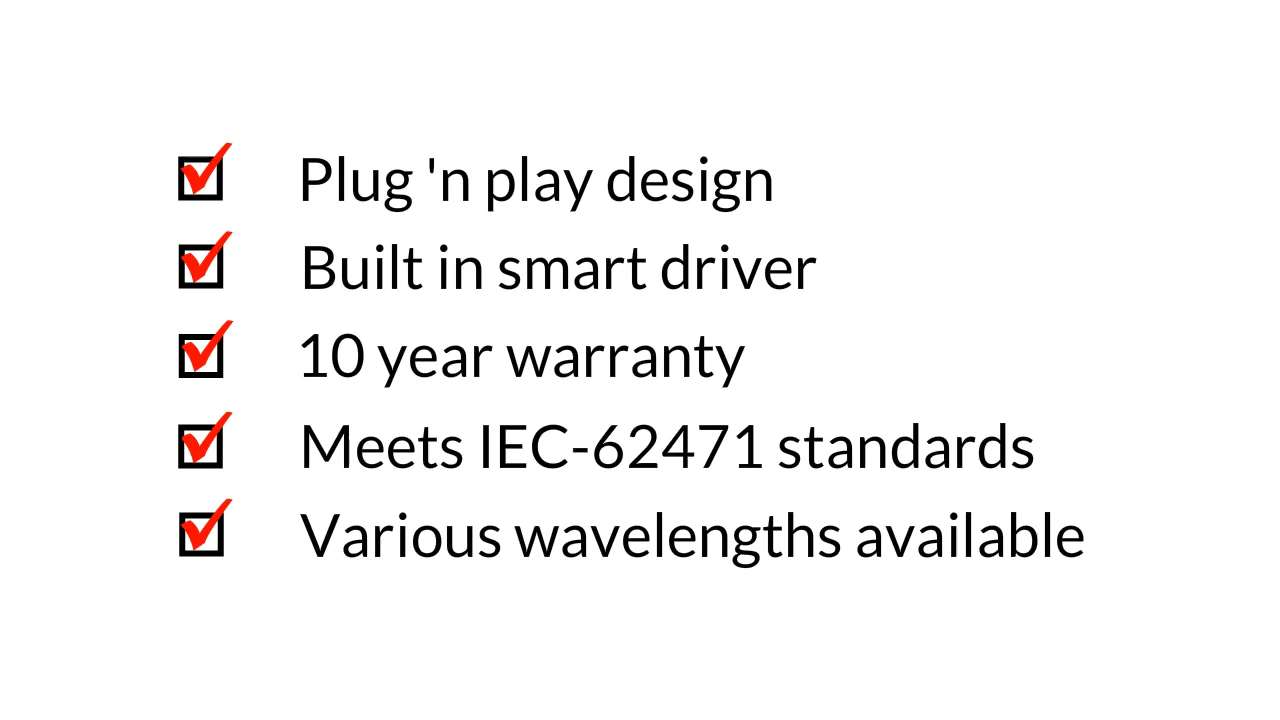 Plug 'n play design
Built in smart driver
10 year warranty
Meets IEC-62471 standards
Various wavelengths available